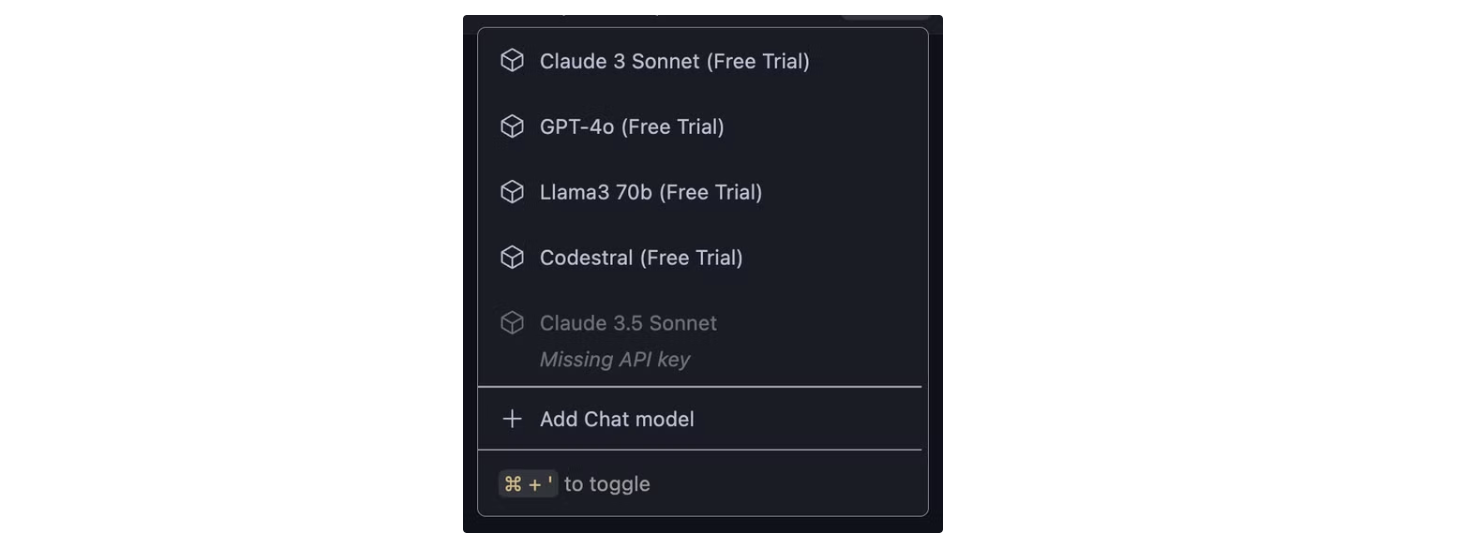 Claude 3 Sonnet (Free Trial)
GPT-4o (Free Trial)
Llama3 70b (Free Trial)
Codestral (Free Trial)
Claude 3.5 Sonnet
Missing API key
+ Add Chat model
⌘ + ' to toggle